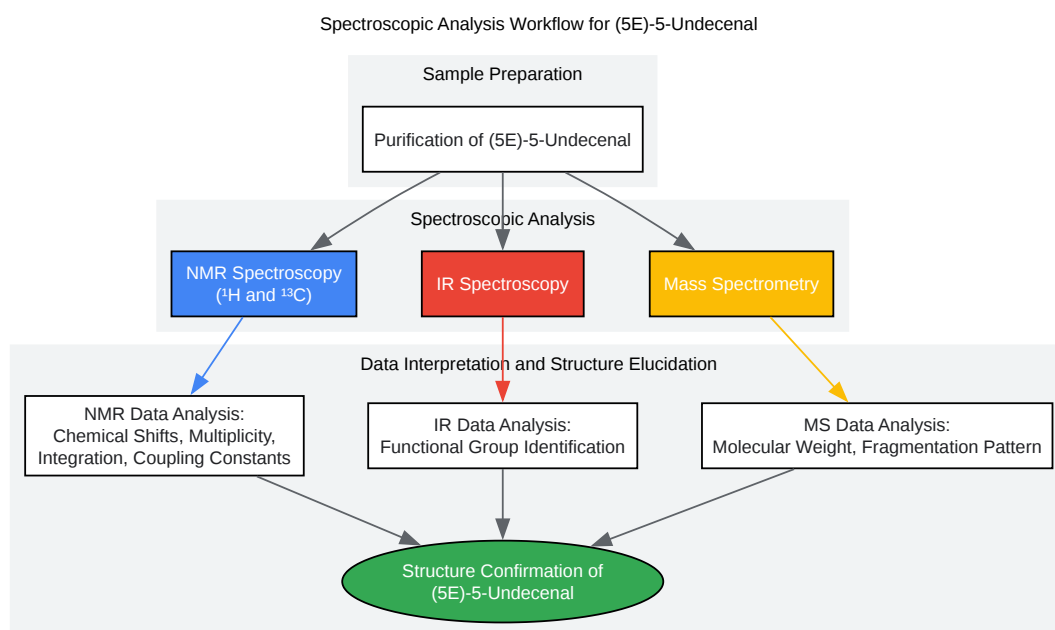 Spectroscopic Analysis Workflow for (5E)-5-Undecenal
Sample Preparation
Purification of (5E)-5-Undecenal
Spectroscopic Analysis
NMR Spectroscopy
(¹H and ¹³C)
IR Spectroscopy
Mass Spectrometry
Data Interpretation and Structure Elucidation
NMR Data Analysis:
Chemical Shifts, Multiplicity,
Integration, Coupling Constants
IR Data Analysis:
Functional Group Identification
MS Data Analysis:
Molecular Weight, Fragmentation Pattern
Structure Confirmation of
(5E)-5-Undecenal